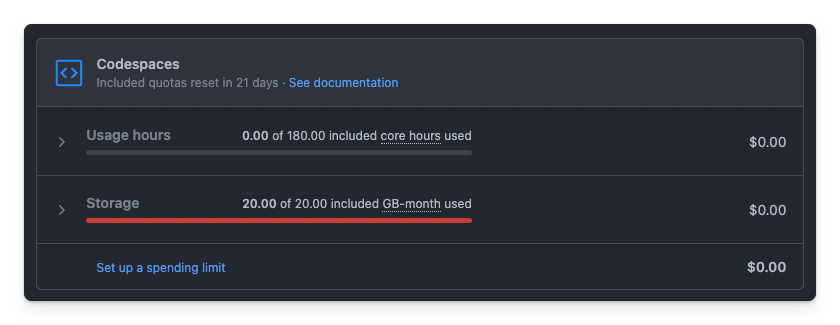 Codespaces
Included quotas reset in 21 days · See documentation
Usage hours 0.00 of 180.00 included core hours used $0.00
Storage 20.00 of 20.00 included GB-month used $0.00
Set up a spending limit $0.00